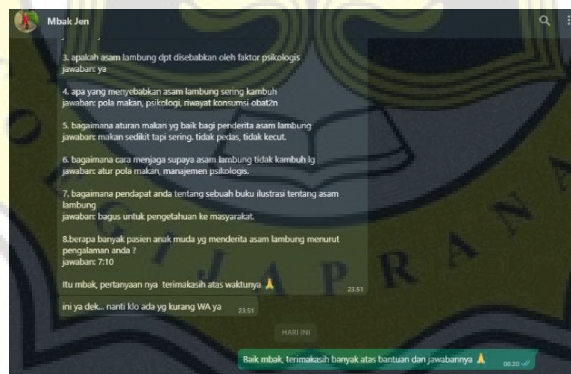 Mbak Jen
3. apakah asam lambung dpt disebabkan oleh faktor psikologis
jawaban: ya
4. apa yang menyebabkan asam lambung sering kambuh
jawaban: pola makan, psikologi, riwayat konsumsi obat2n
5. bagaimana aturan makan yg baik bagi penderita asam lambung
jawaban: makan sedikit tapi sering. tidak pedas, tidak kecut.
6. bagaimana cara menjaga supaya asam lambung tidak kambuh lg
jawaban: atur pola makan, manajemen psikologis.
7. bagaimana pendapat anda tentang sebuah buku ilustrasi tentang asam
lambung
jawaban: bagus untuk pengetahuan ke masyarakat.
8.berapa banyak pasien anak muda yg menderita asam lambung menurut
pengalaman anda ?
jawaban: 7:10
Itu mbak, pertanyaan nya terimakasih atas waktunya 🙏
23.51
ini ya dek... nanti klo ada yg kurang WA ya 23.51
HARI INI
Baik mbak, terimakasih banyak atas bantuan dan jawabannya 🙏 00.20
GIJAPRANA